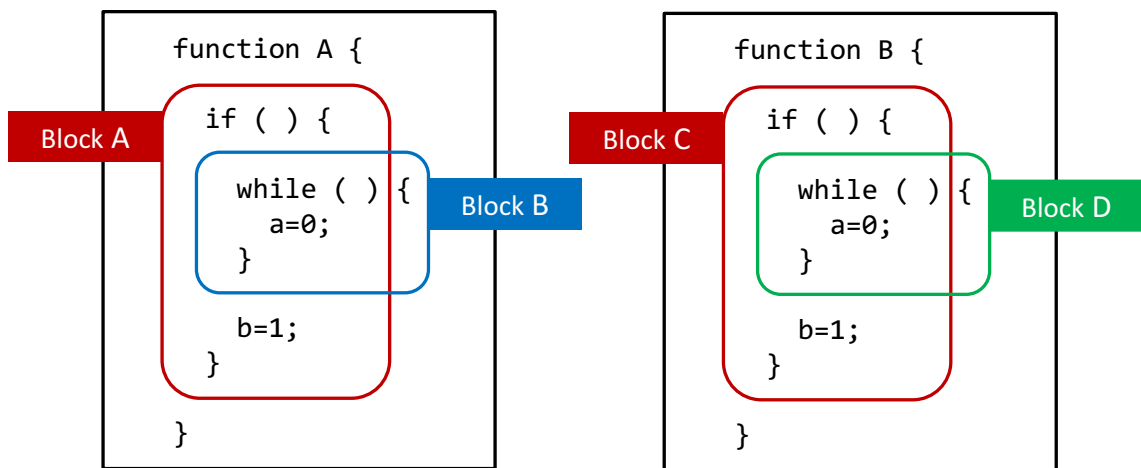 function A {
Block A
if ( ) {
while ( ) {
Block B
a=0;
}
b=1;
}
}
function B {
Block C
if ( ) {
while ( ) {
Block D
a=0;
}
b=1;
}
}